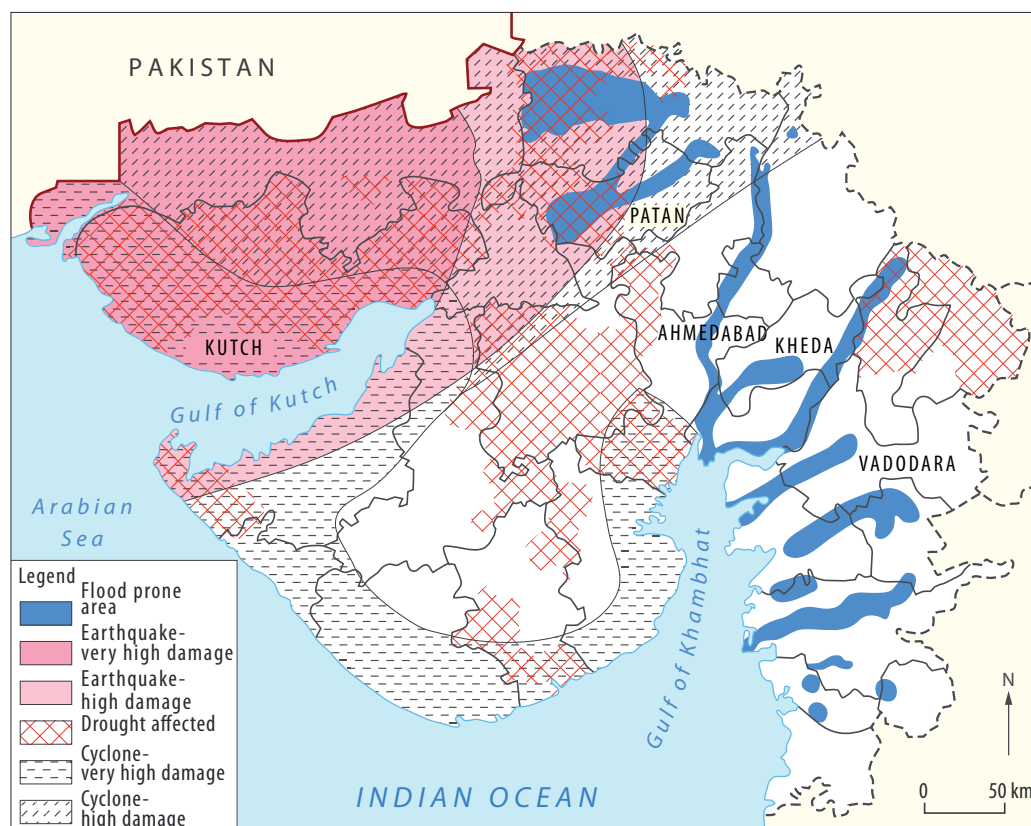 PAKISTAN
PATAN
AHMEDABAD
KHEDA
KUTCH
Gulf of Kutch
VADODARA
Arabian
Sea
Gulf of Khambhat
INDIAN OCEAN
Legend
Flood prone
area
Earthquake-
very high damage
Earthquake-
high damage
Drought affected
Cyclone-
very high damage
Cyclone-
high damage
N
0 50 km